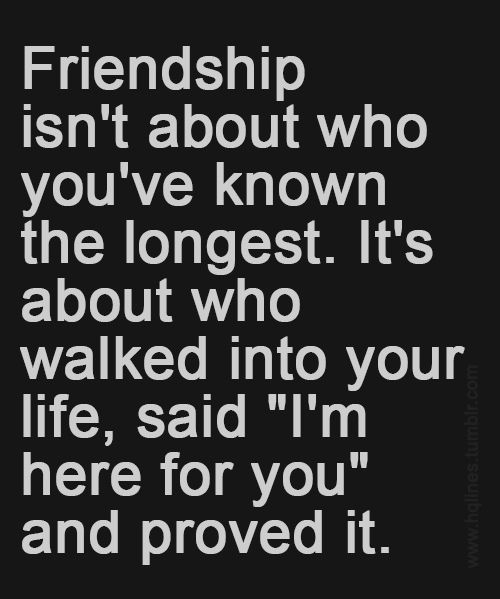 Friendship
isn't about who
you've known
the longest. It's
about who
walked into your
life, said "I'm
here for you"
and proved it.
www.hqlines.tumblr.com